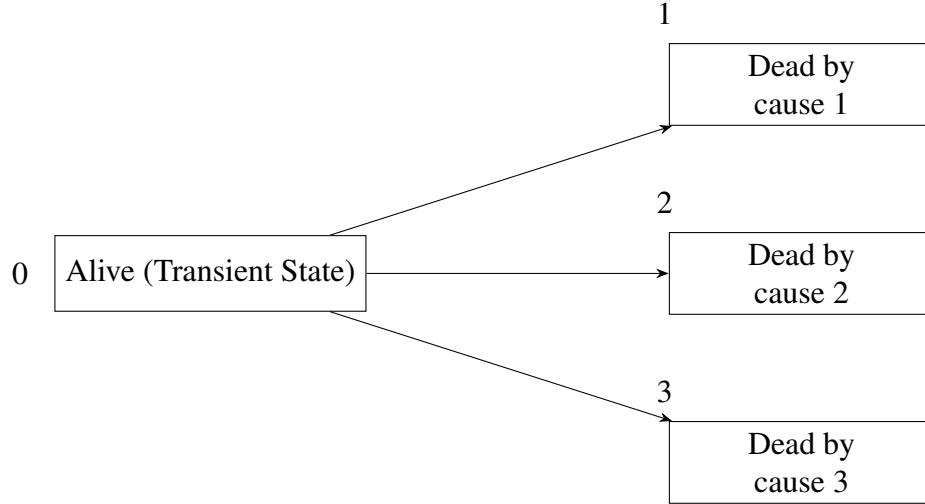 1
Dead by
cause 1
0
Alive (Transient State)
2
Dead by
cause 2
3
Dead by
cause 3